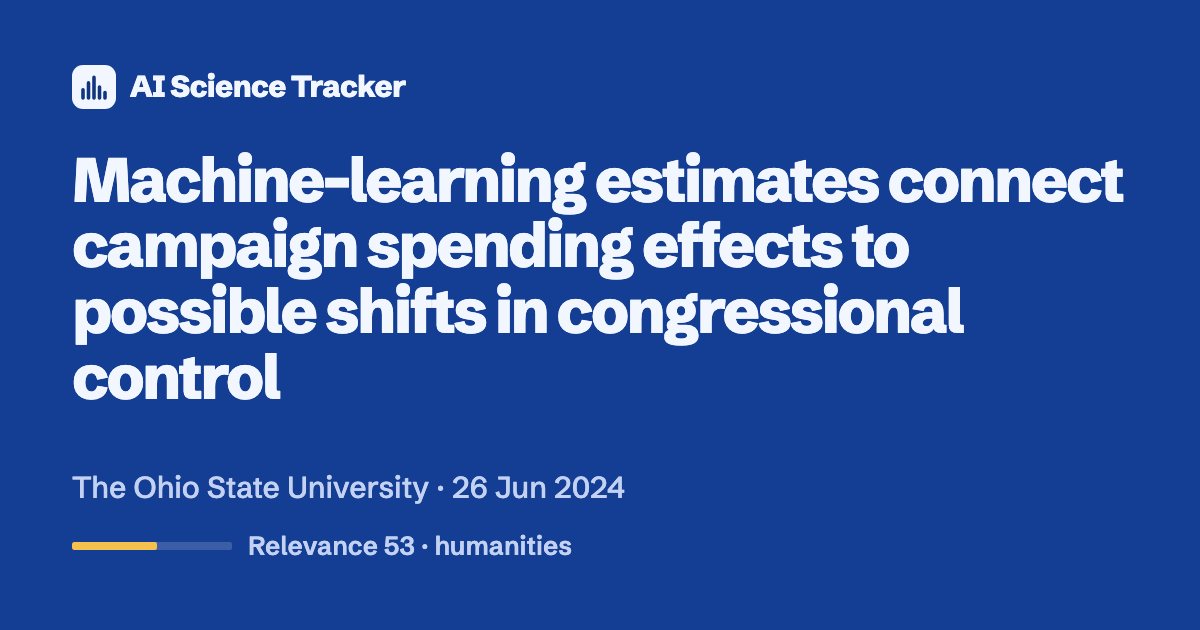 AI Science Tracker
Machine-learning estimates connect
campaign spending effects to
possible shifts in congressional
control
The Ohio State University · 26 Jun 2024
Relevance 53 · humanities